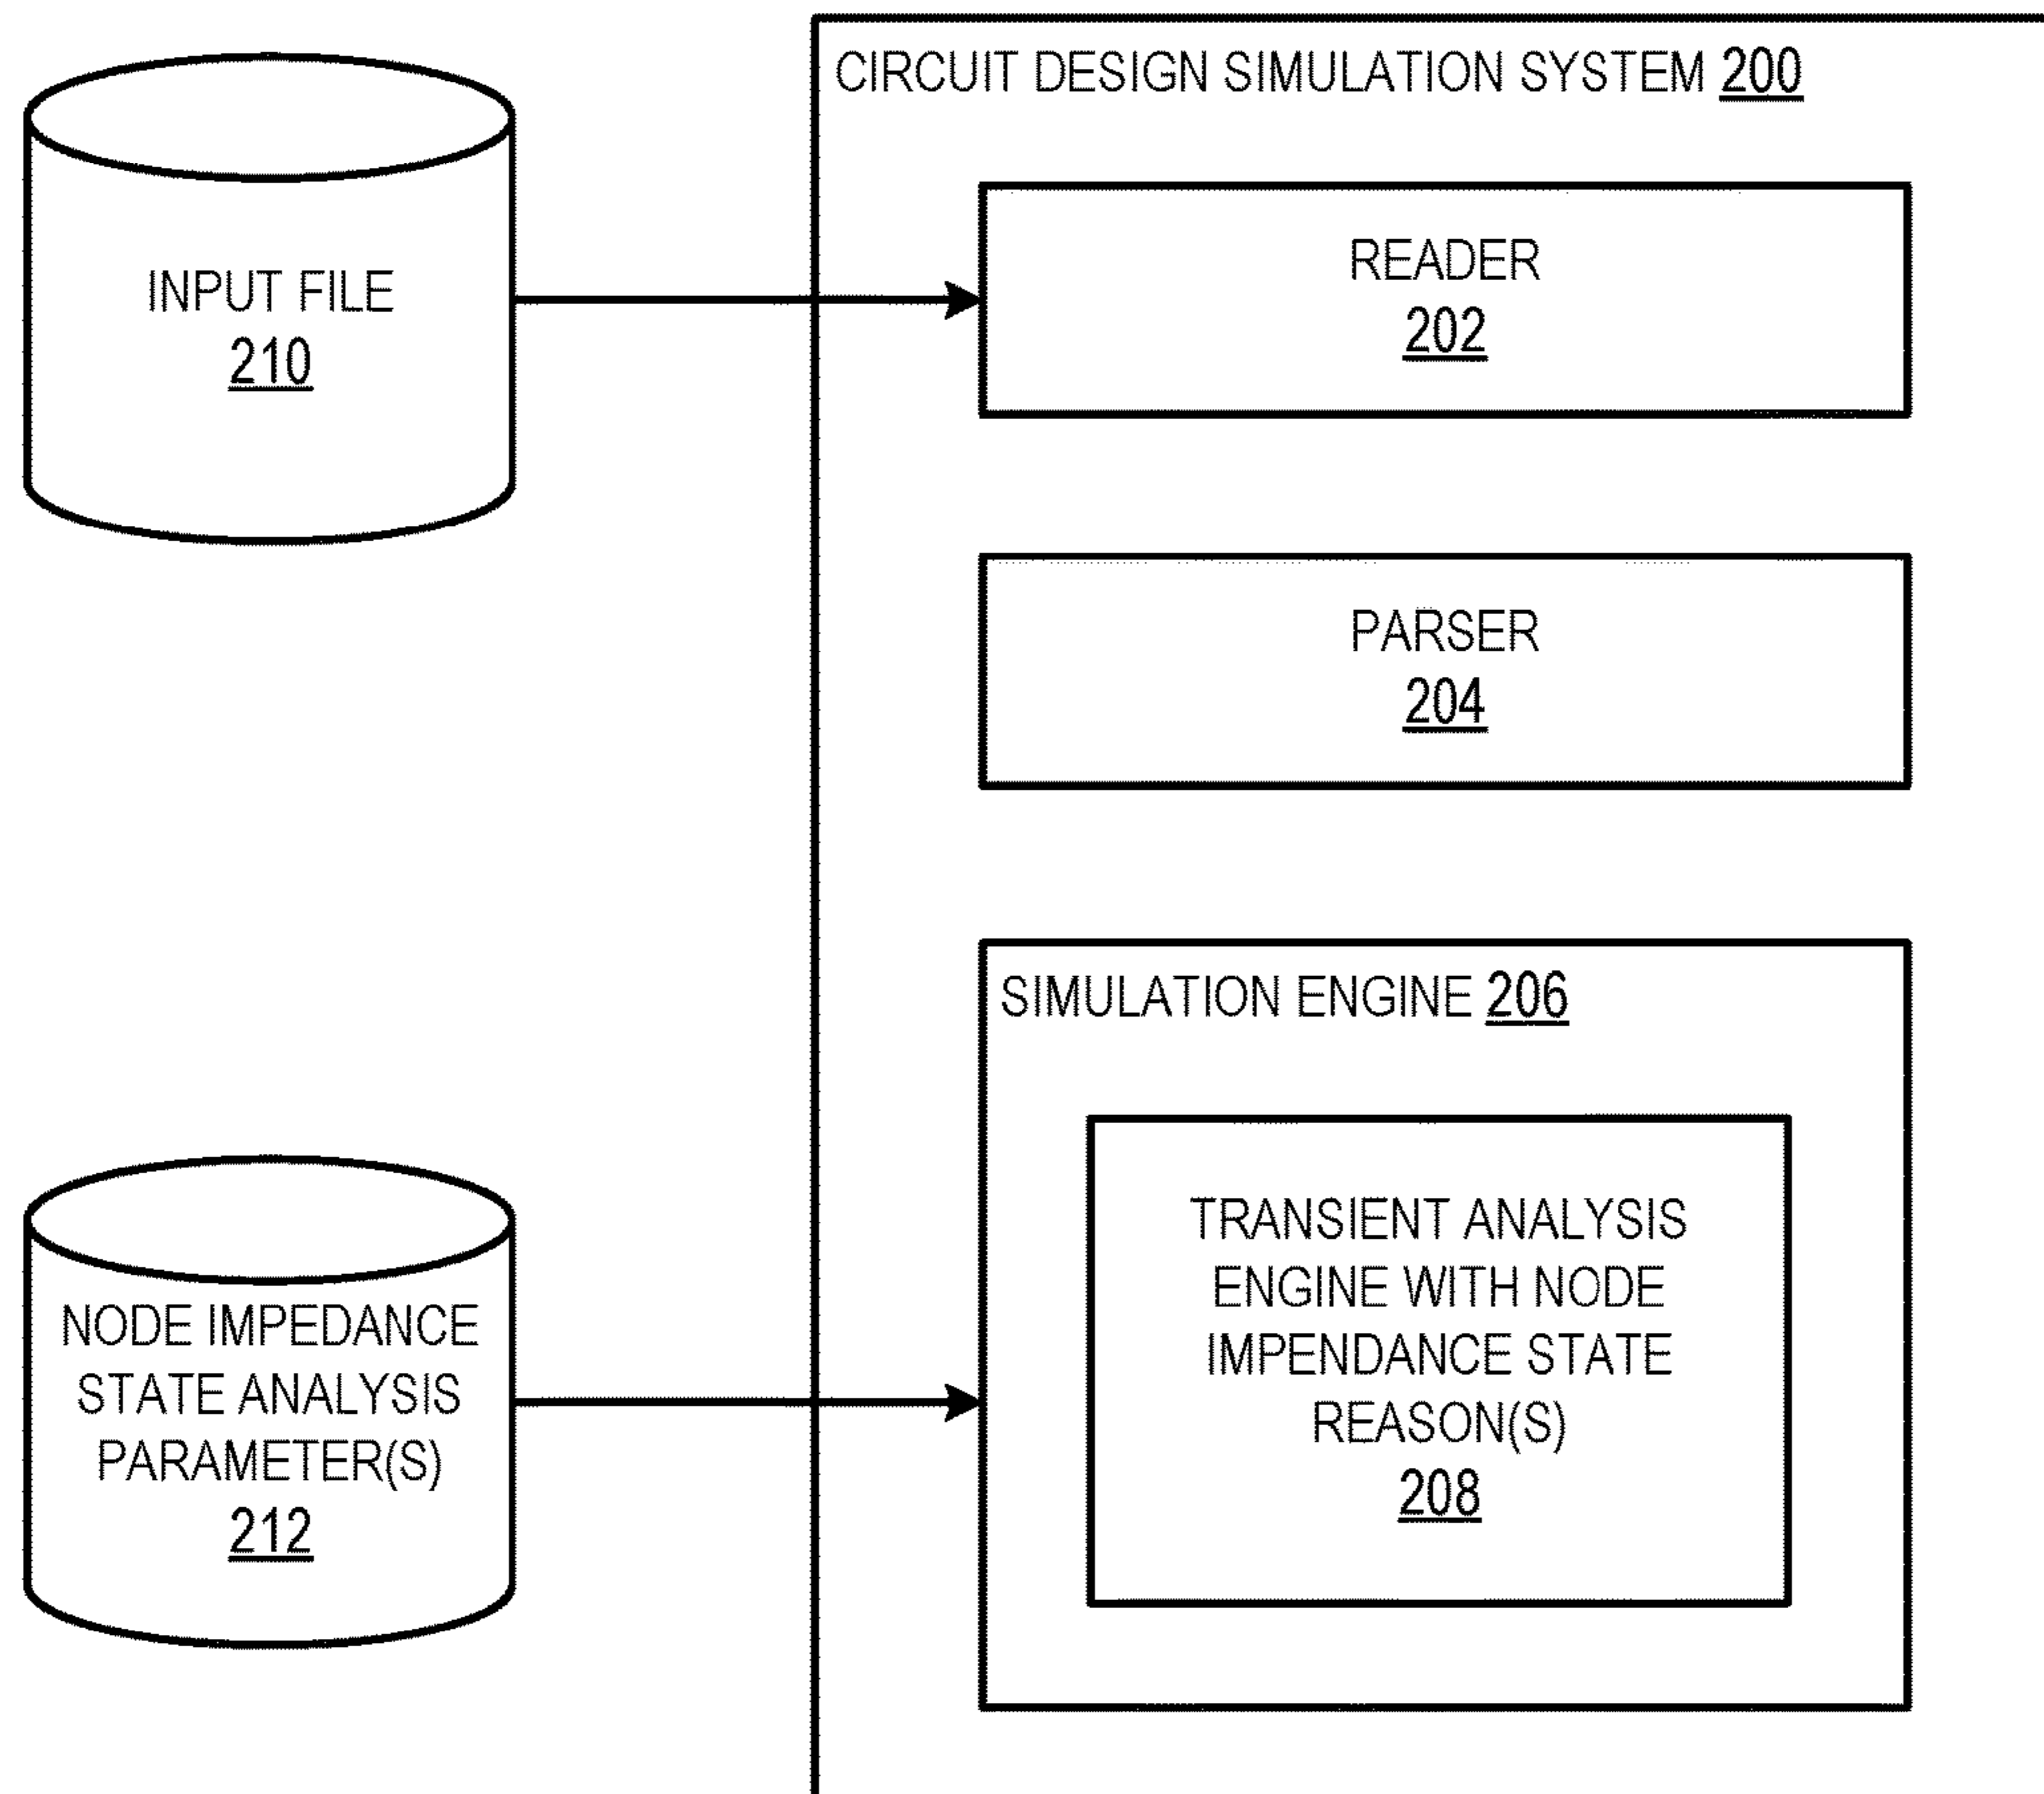 CIRCUIT DESIGN SIMULATION SYSTEM 200
INPUT FILE
210
READER
202
PARSER
204
SIMULATION ENGINE 206
TRANSIENT ANALYSIS
ENGINE WITH NODE
IMPENDANCE STATE
REASON(S)
208
NODE IMPEDANCE
STATE ANALYSIS
PARAMETER(S)
212